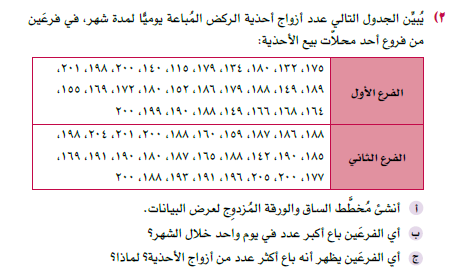 ٢) يُبيِّن الجدول التالي عدد أزواج أحذية الركض المُباعة يوميًّا لمدة شهر، في فرعَين
من فروع أحد محلّات بيع الأحذية:
الفرع الأول
١٧٥، ١٣٢، ١٨٠، ١٣٤، ١٧٩، ١١٥، ١٤٠، ٢٠٠، ١٩٨، ٢٠١،
١٨٩، ١٤٩، ١٨٨، ١٧٩، ١٨٦، ١٥٢، ١٨٠، ١٧٢، ١٦٩، ١٥٥،
١٦٤، ١٦٨، ١٦٦، ١٤٩، ١٨٨، ١٩٠، ١٩٩، ٢٠٠
الفرع الثاني
١٨٨، ١٨٦، ١٨٧، ١٥٩، ١٦٠، ١٨٨، ٢٠٠، ٢٠١، ٢٠٤، ١٩٨،
١٨٥، ١٩٠، ١٤٢، ١٨٨، ١٦٥، ١٨٧، ١٨٠، ١٩٠، ١٩١، ١٦٩،
١٧٧، ٢٠٠، ٢٠٥، ١٩٦، ١٩١، ١٩٣، ١٨٨، ٢٠٠
أ أنشئ مُخطَّط الساق والورقة المُزدوِج لعرض البيانات.
ب أي الفرعَين باع أكبر عدد في يوم واحد خلال الشهر؟
ج أي الفرعَين يظهر أنه باع أكثر عدد من أزواج الأحذية؟ لماذا؟